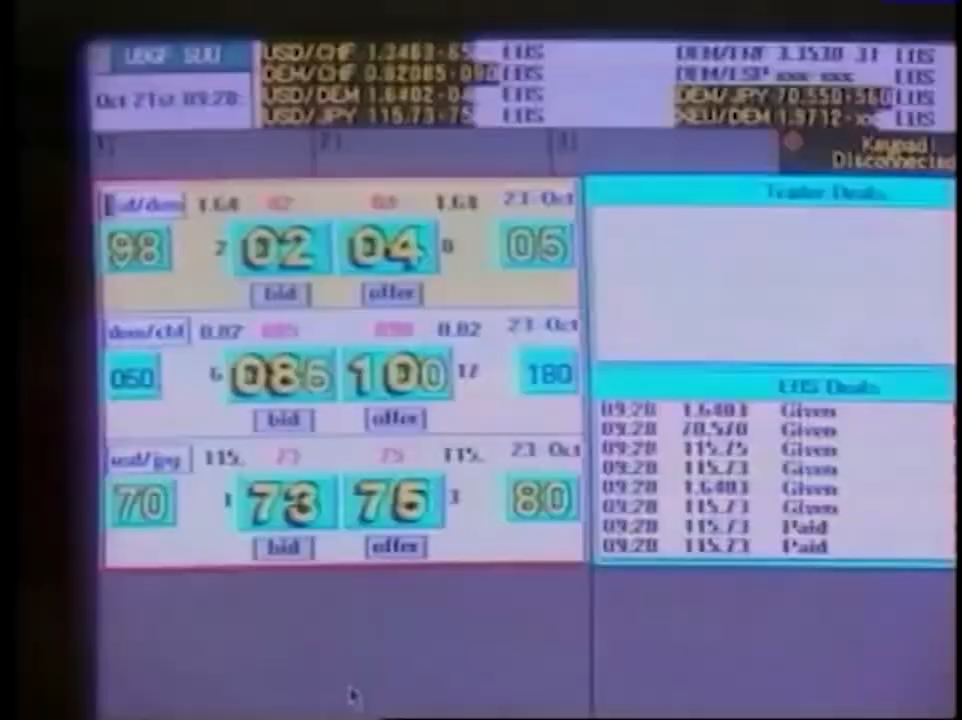 USD/CHF 1.3463-65 EBS DEM/FRF 3.3530 31 EBS
DEM/CHF 0.82085-090 EBS DEM/ESP xxx-xxx EBS
USD/DEM 1.6402-04 EBS DEM/JPY 70.550-560 EBS
USD/JPY 115.73-75 EBS XEU/DEM 1.9712-xx EBS
Oct 21st 09:28:
1) 2) 3) Keypad:
Disconnected
usd/dem 1.64 02 04 1.64 23 Oct
98 2 02 04 8 05
bid offer
dem/chf 0.82 085 090 0.82 23 Oct
060 6 086 100 17 180
bid offer
usd/jpy 115. 73 75 115. 23 Oct
70 1 73 75 3 80
bid offer
Trader Deals
EBS Deals
09:28 1.6403 Given
09:28 70.570 Given
09:28 115.75 Given
09:28 115.73 Given
09:28 1.6403 Given
09:28 115.73 Given
09:28 115.73 Paid
09:28 115.73 Paid